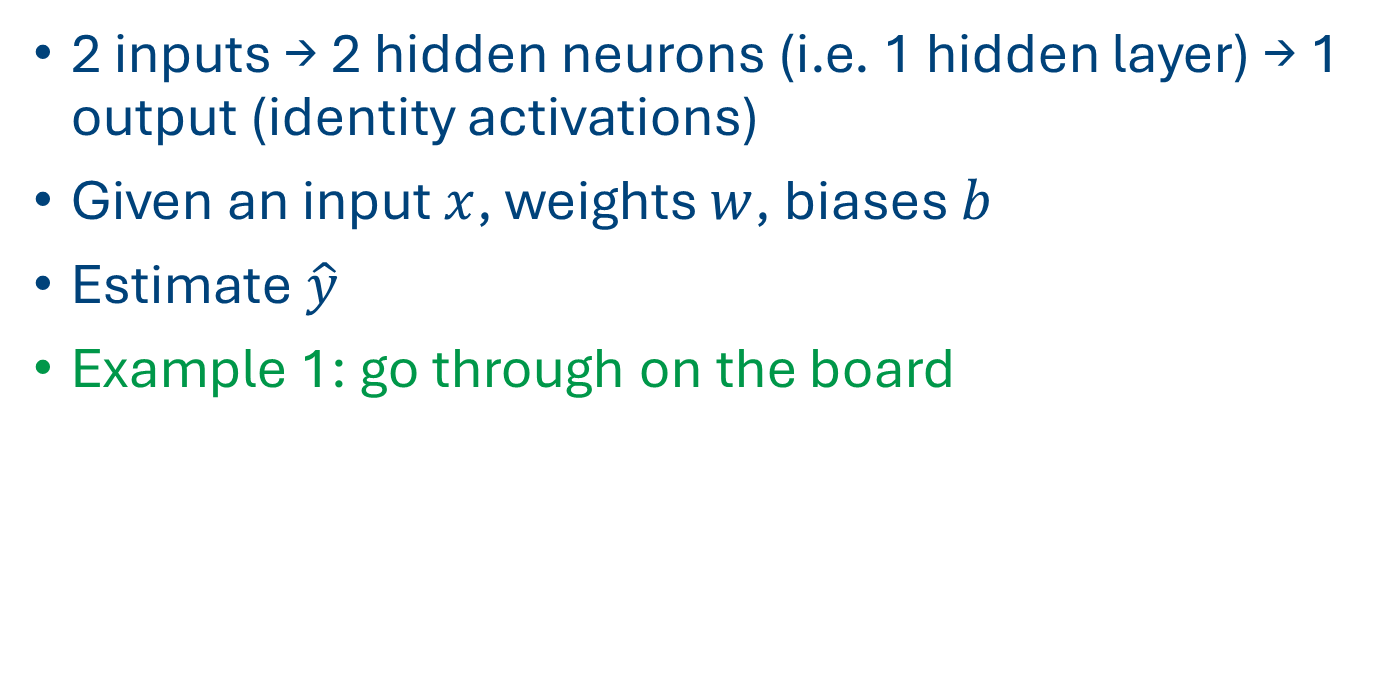 • 2 inputs → 2 hidden neurons (i.e. 1 hidden layer) → 1
output (identity activations)
• Given an input 𝑥, weights 𝑤, biases 𝑏
• Estimate ŷ
• Example 1: go through on the board